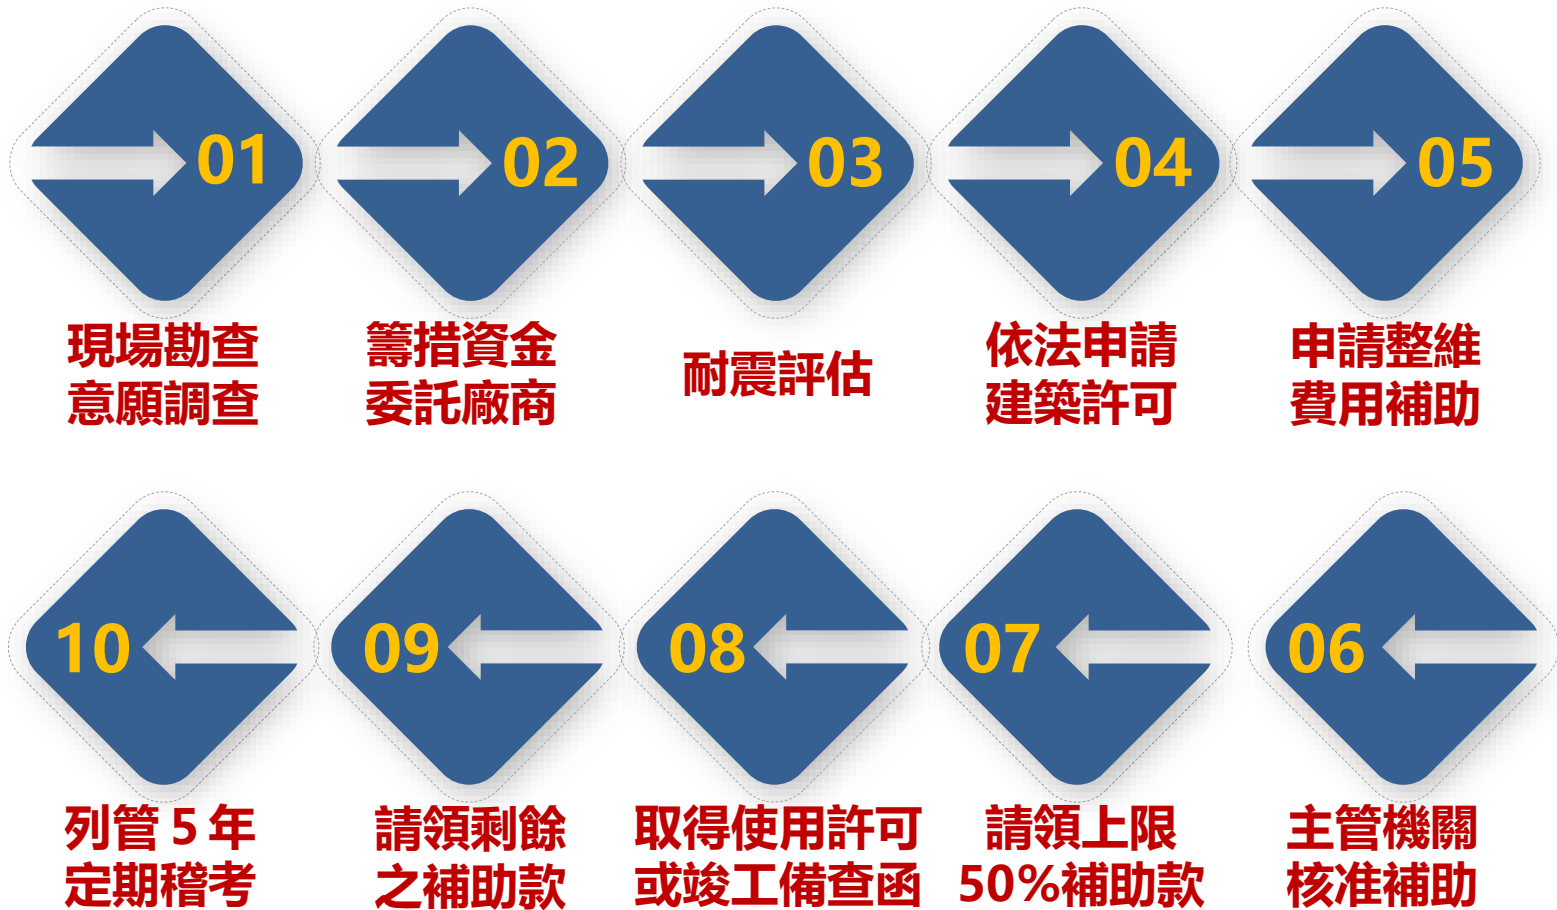 01
現場勘查
意願調查
02
籌措資金
委託廠商
03
耐震評估
04
依法申請
建築許可
05
申請整維
費用補助
06
主管機關
核准補助
07
請領上限
50%補助款
08
取得使用許可
或竣工備查函
09
請領剩餘
之補助款
10
列管5年
定期稽考